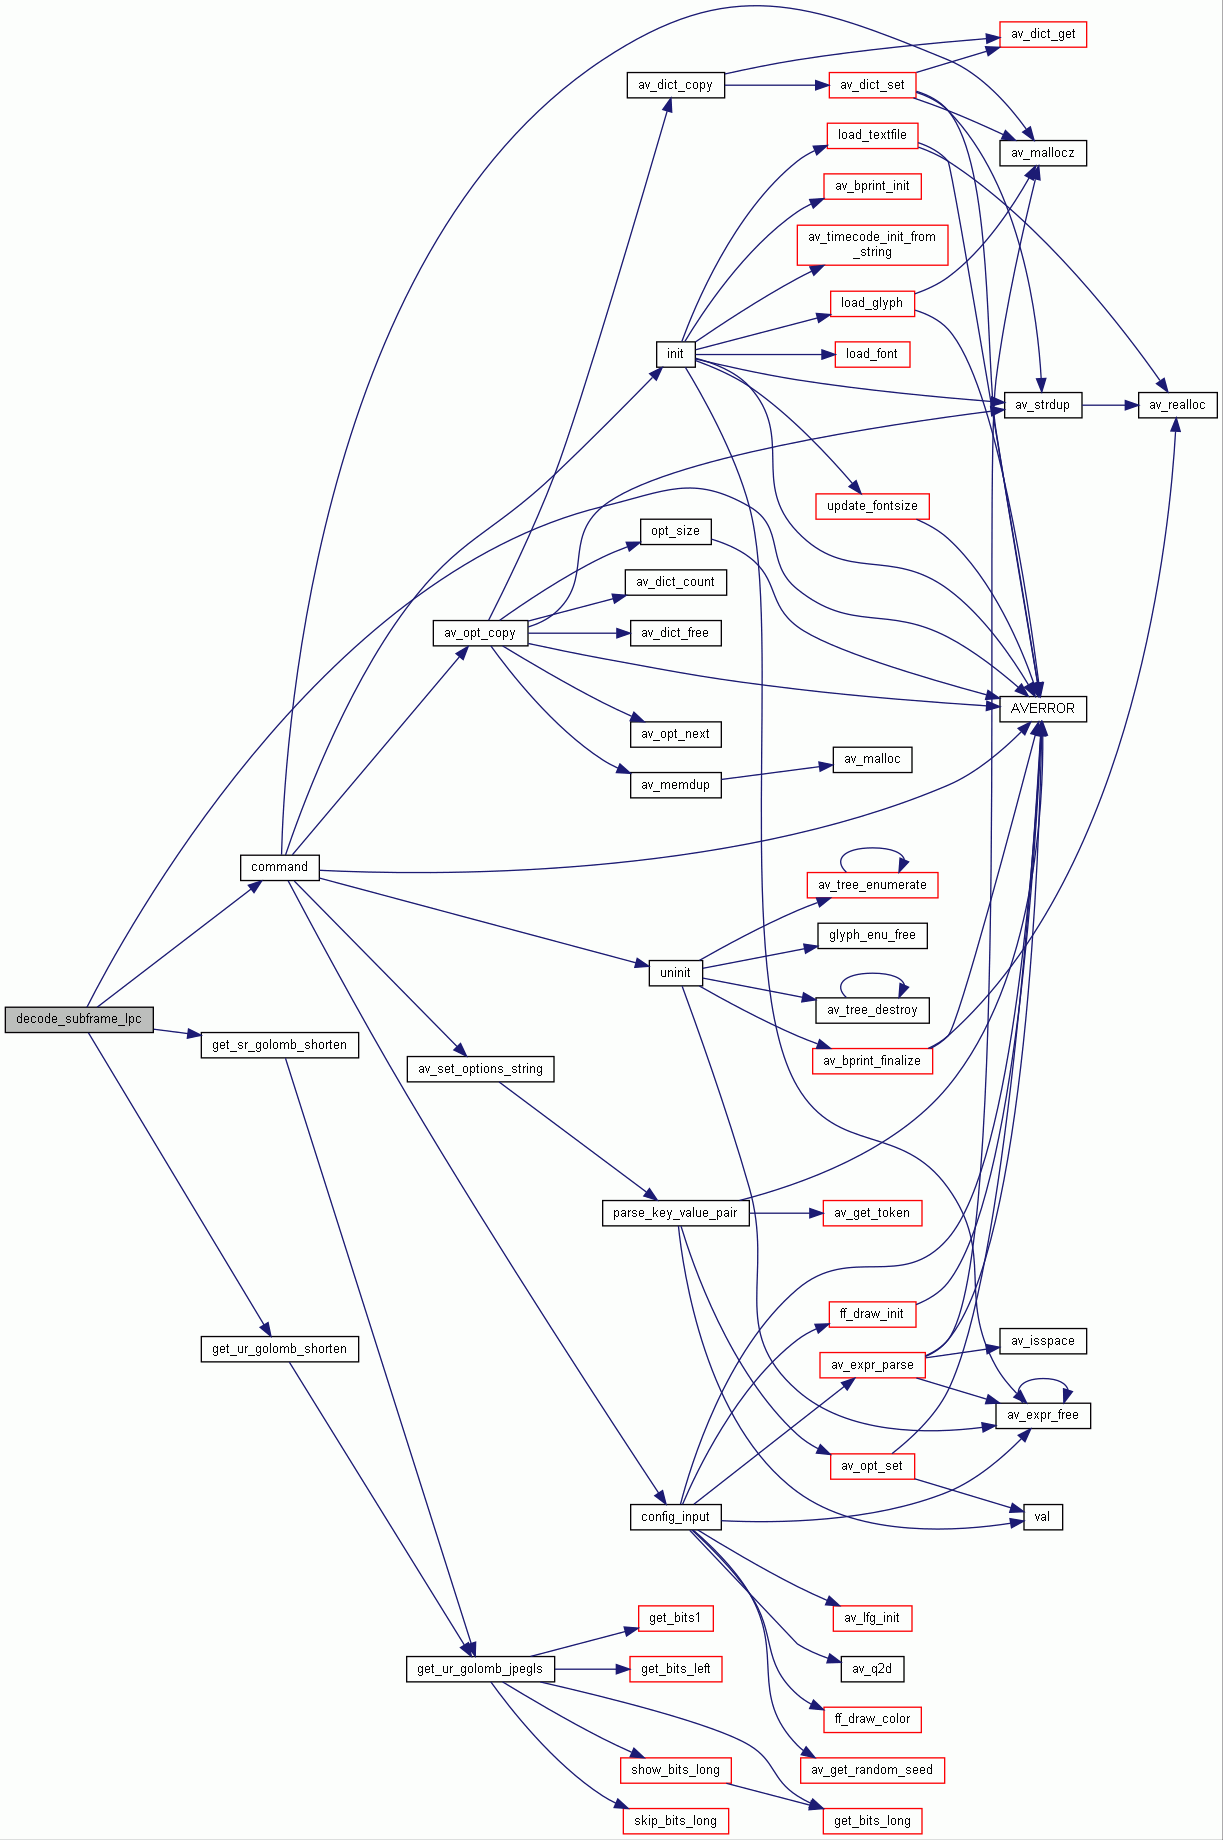 av_dict_get
av_dict_copy
av_dict_set
load_textfile
av_mallocz
av_bprint_init
av_timecode_init_from
_string
load_glyph
init
load_font
av_strdup
av_realloc
update_fontsize
opt_size
av_dict_count
av_opt_copy
av_dict_free
AVERROR
av_opt_next
av_malloc
av_memdup
command
av_tree_enumerate
glyph_enu_free
uninit
av_tree_destroy
decode_subframe_lpc
get_sr_golomb_shorten
av_bprint_finalize
av_set_options_string
parse_key_value_pair
av_get_token
ff_draw_init
av_isspace
get_ur_golomb_shorten
av_expr_parse
av_expr_free
av_opt_set
config_input
val
get_bits1
av_lfg_init
get_ur_golomb_jpegls
get_bits_left
av_q2d
ff_draw_color
show_bits_long
av_get_random_seed
skip_bits_long
get_bits_long